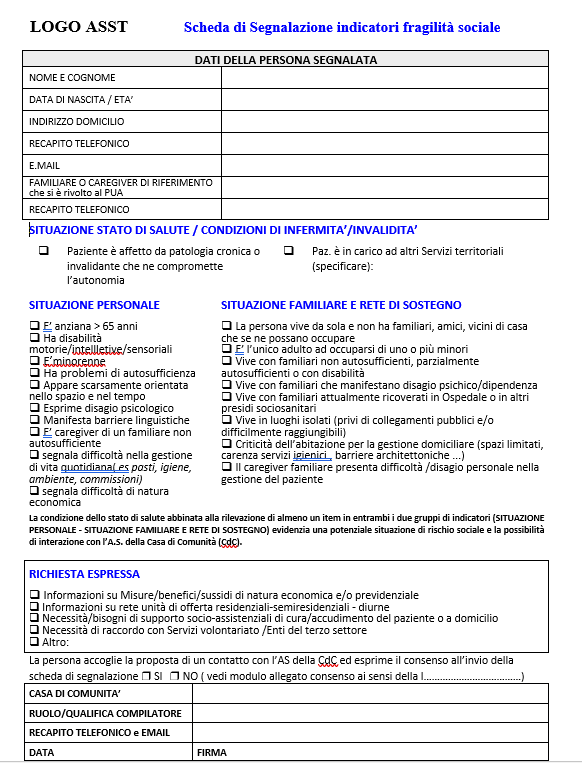 LOGO ASST
Scheda di Segnalazione indicatori fragilità sociale
DATI DELLA PERSONA SEGNALATA
NOME E COGNOME
DATA DI NASCITA / ETA'
INDIRIZZO DOMICILIO
RECAPITO TELEFONICO
E.MAIL
FAMILIARE O CAREGIVER DI RIFERIMENTO
che si è rivolto al PUA
RECAPITO TELEFONICO
SITUAZIONE STATO DI SALUTE / CONDIZIONI DI INFERMITA'/INVALIDITA'
❑ Paziente è affetto da patologia cronica o
invalidante che ne compromette
l'autonomia
❑ Paz. è in carico ad altri Servizi territoriali
(specificare):
SITUAZIONE PERSONALE
❑ E' anziana > 65 anni
❑ Ha disabilità
motorie/intellletive/sensoriali
❑ E'minorenne
❑ Ha problemi di autosufficienza
❑ Appare scarsamente orientata
nello spazio e nel tempo
❑ Esprime disagio psicologico
❑ Manifesta barriere linguistiche
❑ E' caregiver di un familiare non
autosufficiente
❑ segnala difficoltà nella gestione
di vita quotidiana( es pasti, igiene,
ambiente, commissioni)
❑ segnala difficoltà di natura
economica
SITUAZIONE FAMILIARE E RETE DI SOSTEGNO
❑ La persona vive da sola e non ha familiari, amici, vicini di casa
che se ne possano occupare
❑ E' l'unico adulto ad occuparsi di uno o più minori
❑ Vive con familiari non autosufficienti, parzialmente
autosufficienti o con disabilità
❑ Vive con familiari che manifestano disagio psichico/dipendenza
❑ Vive con familiari attualmente ricoverati in Ospedale o in altri
presidi sociosanitari
❑ Vive in luoghi isolati (privi di collegamenti pubblici e/o
difficilmente raggiungibili)
❑ Criticità dell'abitazione per la gestione domiciliare (spazi limitati,
carenza servizi igienici., barriere architettoniche ...)
❑ Il caregiver familiare presenta difficoltà /disagio personale nella
gestione del paziente
La condizione dello stato di salute abbinata alla rilevazione di almeno un item in entrambi i due gruppi di indicatori (SITUAZIONE
PERSONALE - SITUAZIONE FAMILIARE E RETE DI SOSTEGNO) evidenzia una potenziale situazione di rischio sociale e la possibilità
di interazione con l'A.S. della Casa di Comunità (CdC).
RICHIESTA ESPRESSA
❑ Informazioni su Misure/benefici/sussidi di natura economica e/o previdenziale
❑ Informazioni su rete unità di offerta residenziali-semiresidenziali - diurne
❑ Necessità/bisogni di supporto socio-assistenziali di cura/accudimento del paziente o a domicilio
❑ Necessità di raccordo con Servizi volontariato /Enti del terzo settore
❑ Altro:
La persona accoglie la proposta di un contatto con l'AS della CdC ed esprime il consenso all'invio della
scheda di segnalazione ❐ SI ❐ NO ( vedi modulo allegato consenso ai sensi della l...................................)
CASA DI COMUNITA'
RUOLO/QUALIFICA COMPILATORE
RECAPITO TELEFONICO e EMAIL
DATA
FIRMA